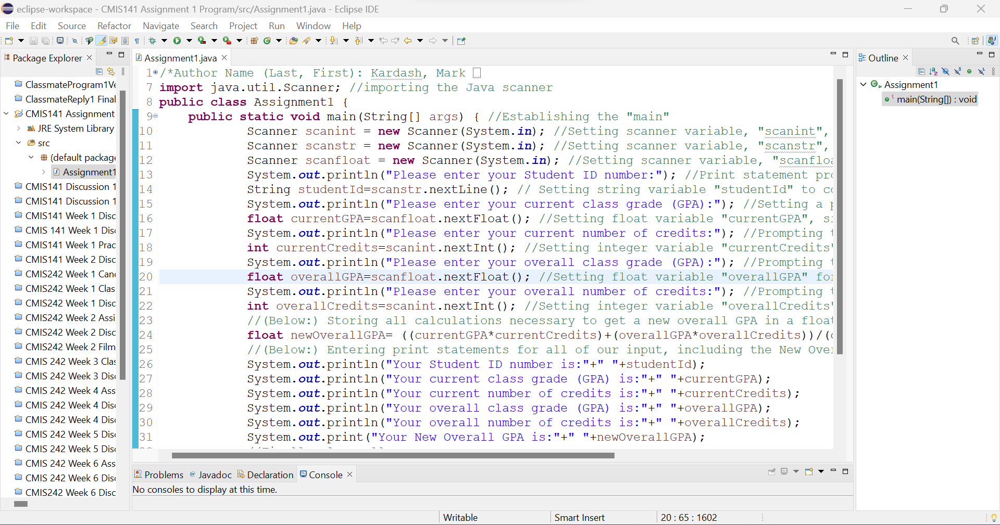 eclipse-workspace - CMIS141 Assignment 1 Program/src/Assignment1.java - Eclipse IDE
File Edit Source Refactor Navigate Search Project Run Window Help
Package Explorer
ClassmateProgram1Ve
ClassmateReply1 Final
CMIS141 Assignment
JRE System Library
src
(default package
Assignment1
CMIS141 Discussion 1
CMIS141 Discussion 1
CMIS141 Week 1 Disc
CMIS 141 Week 1 Disc
CMIS141 Week 1 Prac
CMIS141 Week 2 Disc
CMIS242 Week 1 Canc
CMIS242 Week 1 Clas
CMIS242 Week 1 Disc
CMIS242 Week 2 Assi
CMIS242 Week 2 Disc
CMIS242 Week 2 Film
CMIS 242 Week 3 Clas
CMIS 242 Week 3 Disc
CMIS 242 Week 4 Ass
CMIS 242 Week 4 Disc
CMIS 242 Week 4 Disc
CMIS 242 Week 5 Disc
CMIS 242 Week 5 Disc
CMIS 242 Week 6 Ass
CMIS 242 Week 6 Disc
CMIS242 Week 6 Disc
Assignment1.java
1 /*Author Name (Last, First): Kardash, Mark
7 import java.util.Scanner; //importing the Java scanner
8 public class Assignment1 {
9 public static void main(String[] args) { //Establishing the "main"
10 Scanner scanint = new Scanner(System.in); //Setting scanner variable, "scanint",
11 Scanner scanstr = new Scanner(System.in); //Setting scanner variable, "scanstr",
12 Scanner scanfloat = new Scanner(System.in); //Setting scanner variable, "scanfloa
13 System.out.println("Please enter your Student ID number:"); //Print statement pro
14 String studentId=scanstr.nextLine(); // Setting string variable "studentId" to co
15 System.out.println("Please enter your current class grade (GPA):"); //Setting a p
16 float currentGPA=scanfloat.nextFloat(); //Setting float variable "currentGPA", si
17 System.out.println("Please enter your current number of credits:"); //Prompting t
18 int currentCredits=scanint.nextInt(); //Setting integer variable "currentCredits"
19 System.out.println("Please enter your overall class grade (GPA):"); //Prompting t
20 float overallGPA=scanfloat.nextFloat(); //Setting float variable "overallGPA" for
21 System.out.println("Please enter your overall number of credits:"); //Prompting t
22 int overallCredits=scanint.nextInt(); //Setting integer variable "overallCredits"
23 //(Below:) Storing all calculations necessary to get a new overall GPA in a float
24 float newOverallGPA= ((currentGPA*currentCredits)+(overallGPA*overallCredits))/(c
25 //(Below:) Entering print statements for all of our input, including the New Over
26 System.out.println("Your Student ID number is:"+" "+studentId);
27 System.out.println("Your current class grade (GPA) is:"+" "+currentGPA);
28 System.out.println("Your current number of credits is:"+" "+currentCredits);
29 System.out.println("Your overall class grade (GPA) is:"+" "+overallGPA);
30 System.out.println("Your overall number of credits is:"+" "+overallCredits);
31 System.out.print("Your New Overall GPA is:"+" "+newOverallGPA);
Outline
Assignment1
main(String[]) : void
Problems Javadoc Declaration Console
No consoles to display at this time.
Writable Smart Insert 20 : 65 : 1602